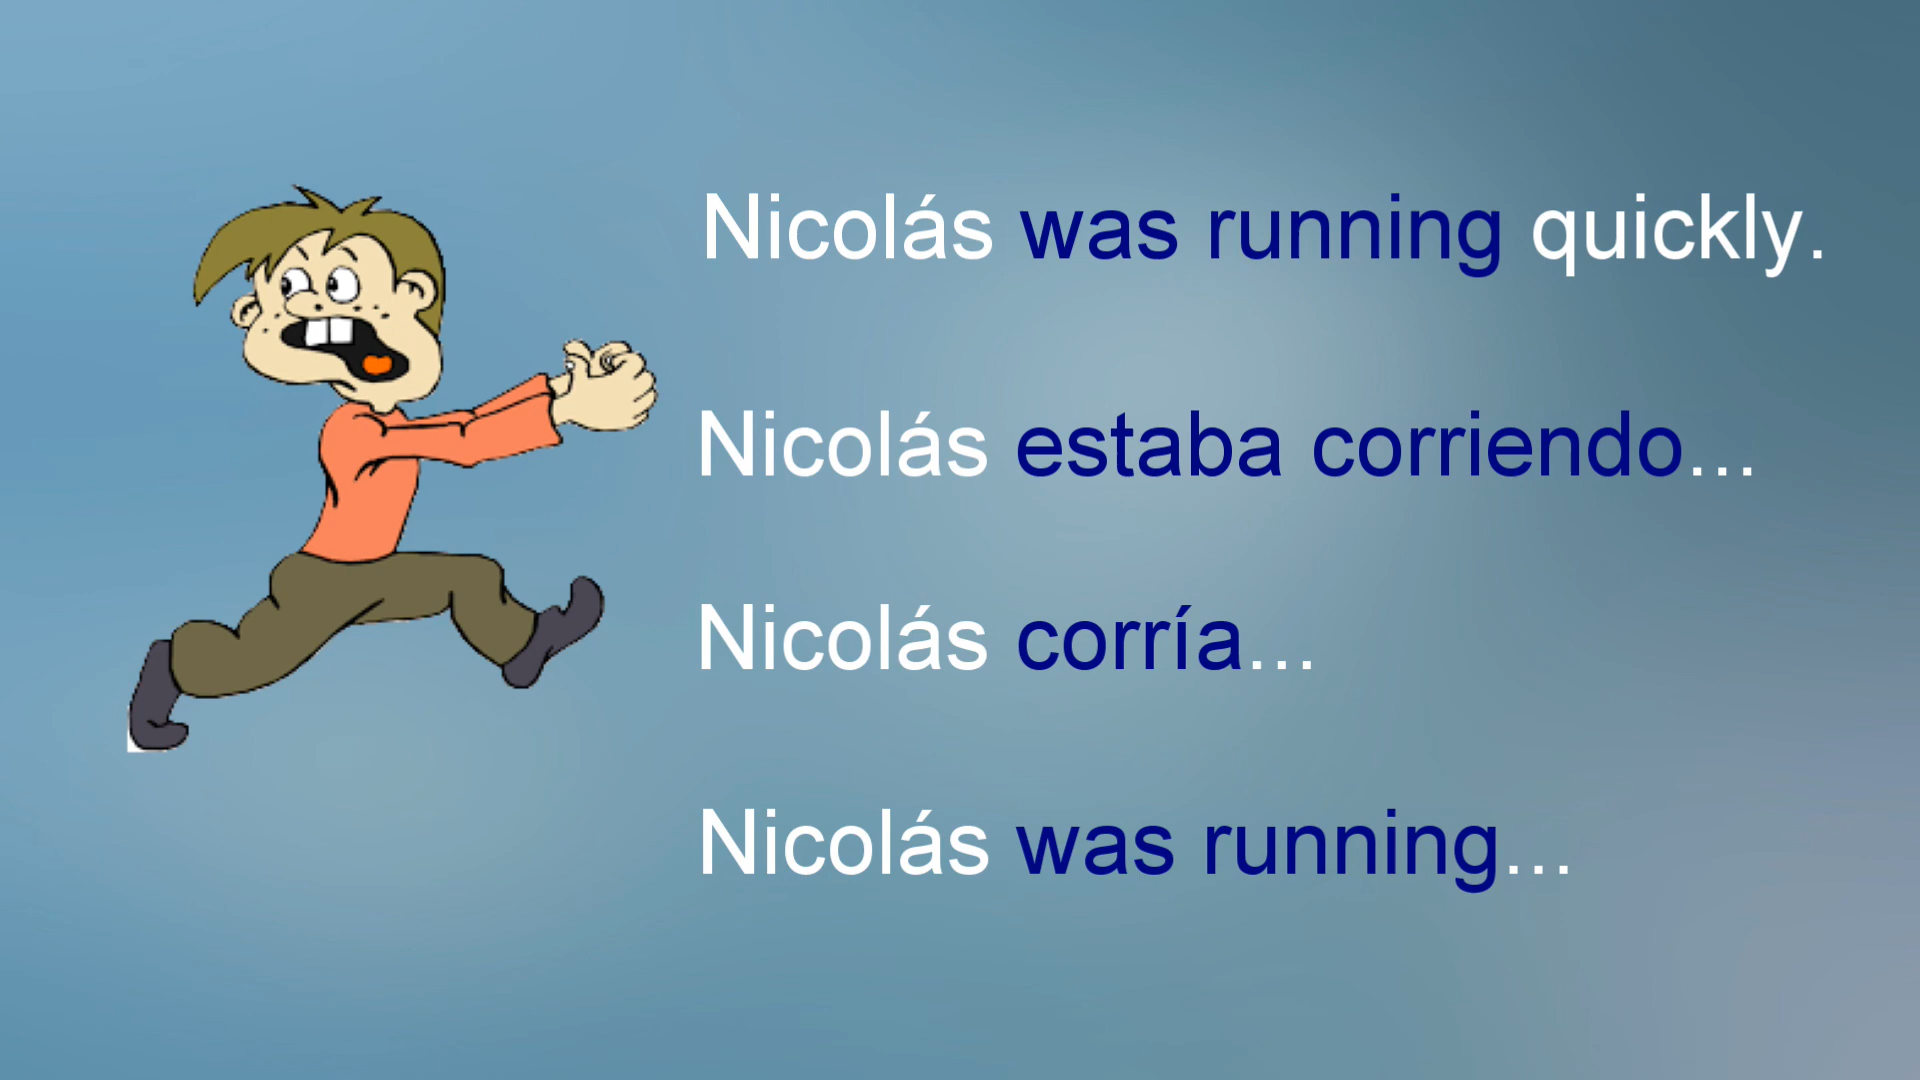 Nicolás was running quickly.
Nicolás estaba corriendo...
Nicolás corría...
Nicolás was running...